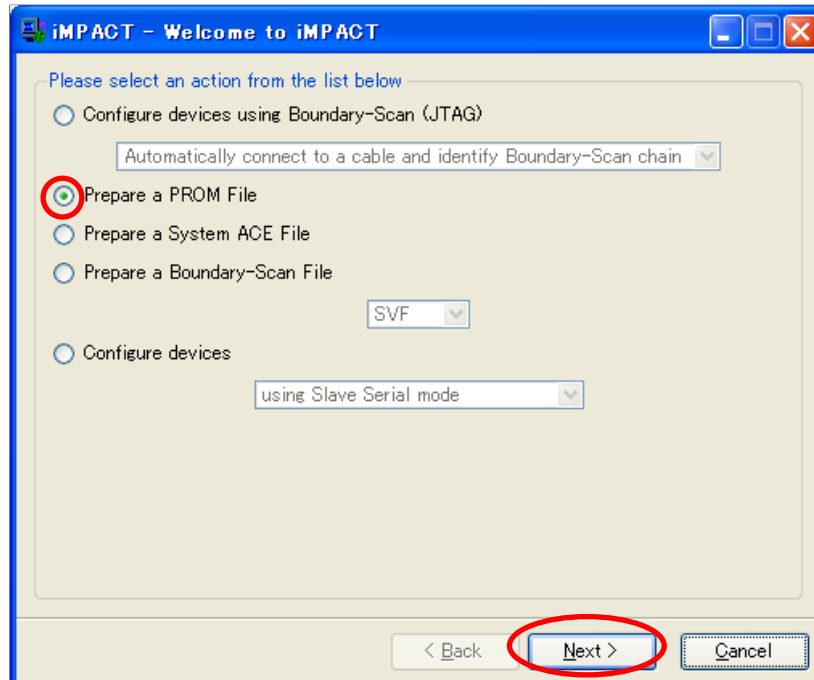 iMPACT - Welcome to iMPACT
Please select an action from the list below
Configure devices using Boundary-Scan (JTAG)
Automatically connect to a cable and identify Boundary-Scan chain
Prepare a PROM File
Prepare a System ACE File
Prepare a Boundary-Scan File
SVF
Configure devices
using Slave Serial mode
< Back Next > Cancel